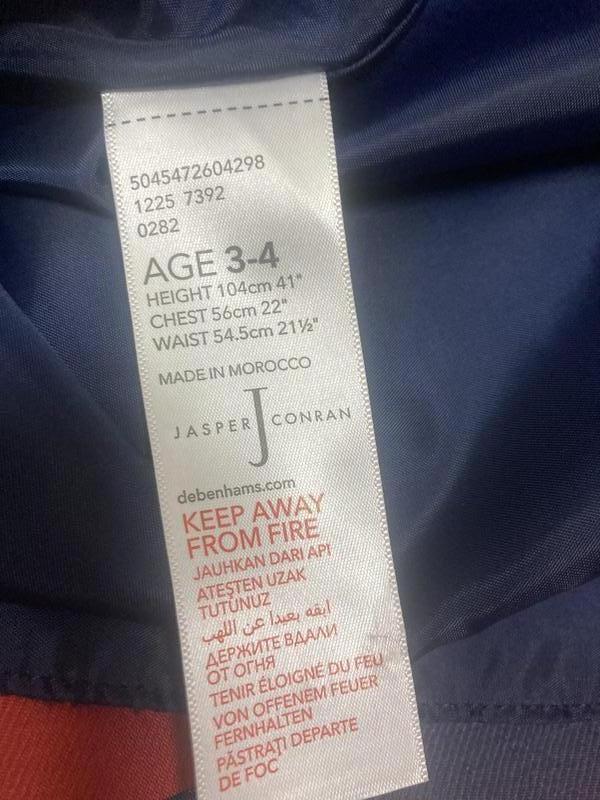 5045472604298
1225 7392
0282
AGE 3-4
HEIGHT 104cm 41"
CHEST 56cm 22"
WAIST 54.5cm 21½"
MADE IN MOROCCO
JASPER J CONRAN
debenhams.com
KEEP AWAY
FROM FIRE
JAUHKAN DARI API
ATEŞTEN UZAK
TUTUNUZ
ابقه بعيدا عن اللهب
ДЕРЖИТЕ ВДАЛИ
ОТ ОГНЯ
TENIR ÉLOIGNÉ DU FEU
VON OFFENEM FEUER
FERNHALTEN
PĂSTRAŢI DEPARTE
DE FOC